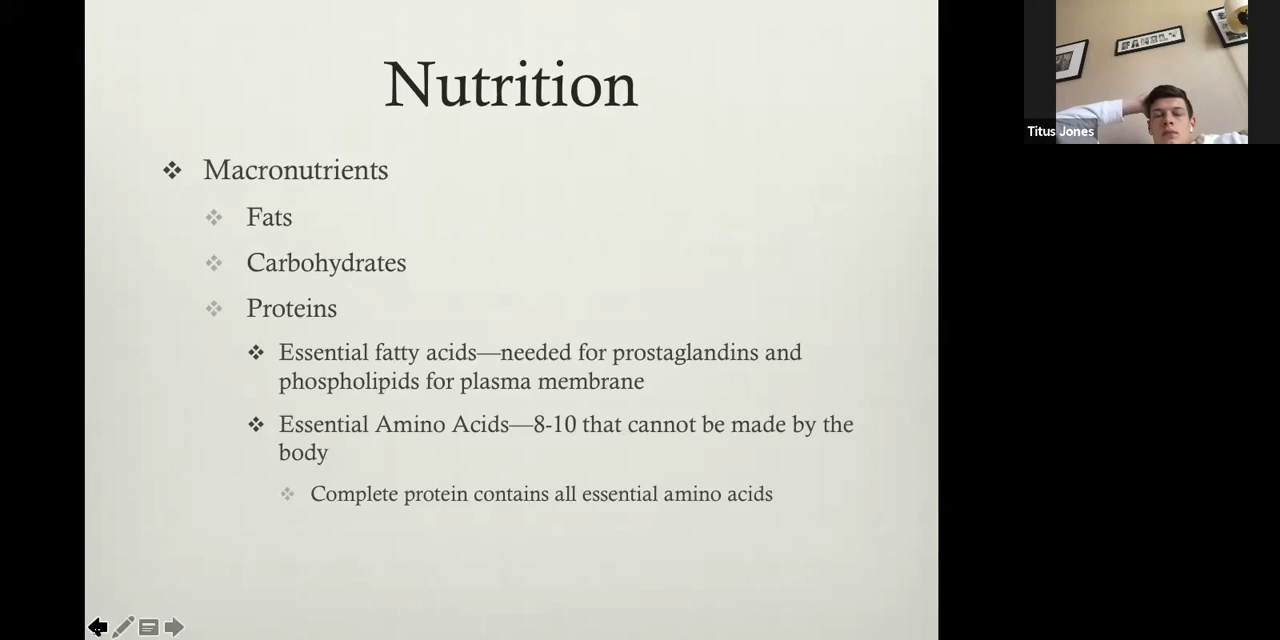 Nutrition
Macronutrients
Fats
Carbohydrates
Proteins
Essential fatty acids—needed for prostaglandins and
phospholipids for plasma membrane
Essential Amino Acids—8-10 that cannot be made by the
body
Complete protein contains all essential amino acids
FAMILY
Titus Jones